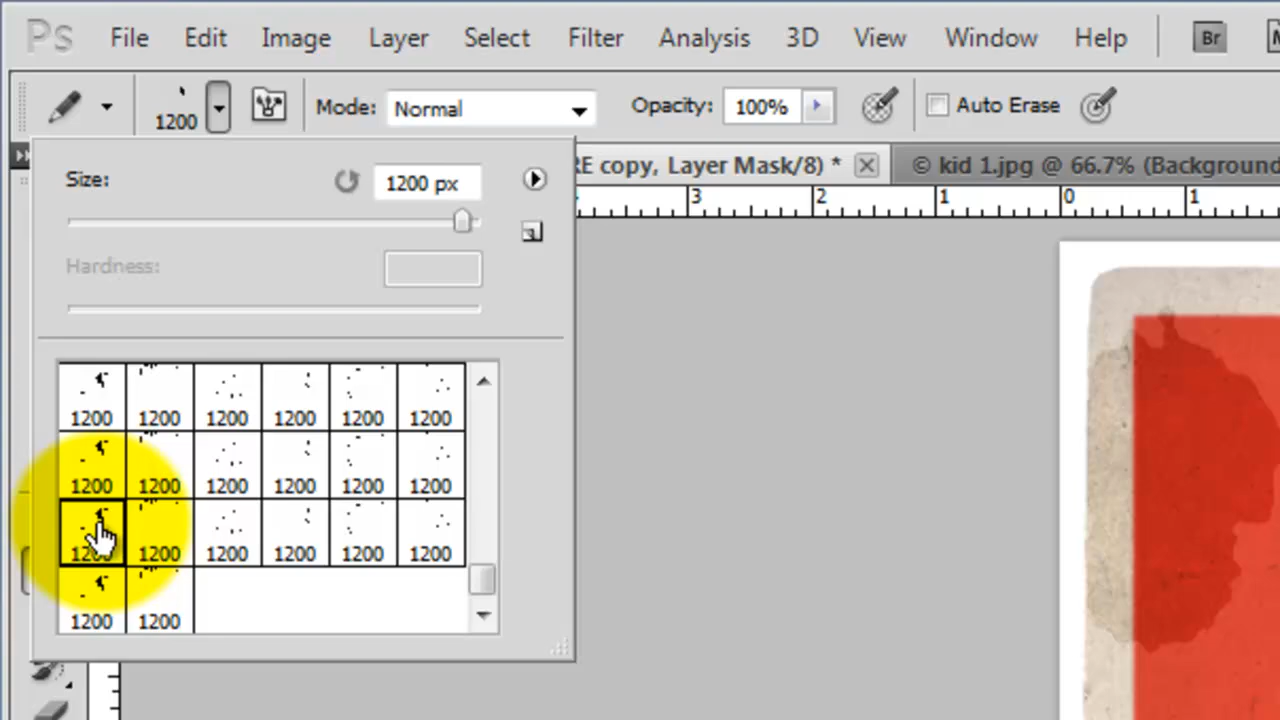 Ps File Edit Image Layer Select Filter Analysis 3D View Window Help Br
1200 Mode: Normal Opacity: 100% Auto Erase
RE copy, Layer Mask/8) * © kid 1.jpg @ 66.7% (Background
Size: 1200 px
3 2 1 0 1
Hardness:
1200 1200 1200 1200 1200 1200
1200 1200 1200 1200 1200 1200
1200 1200 1200 1200 1200 1200
1200 1200